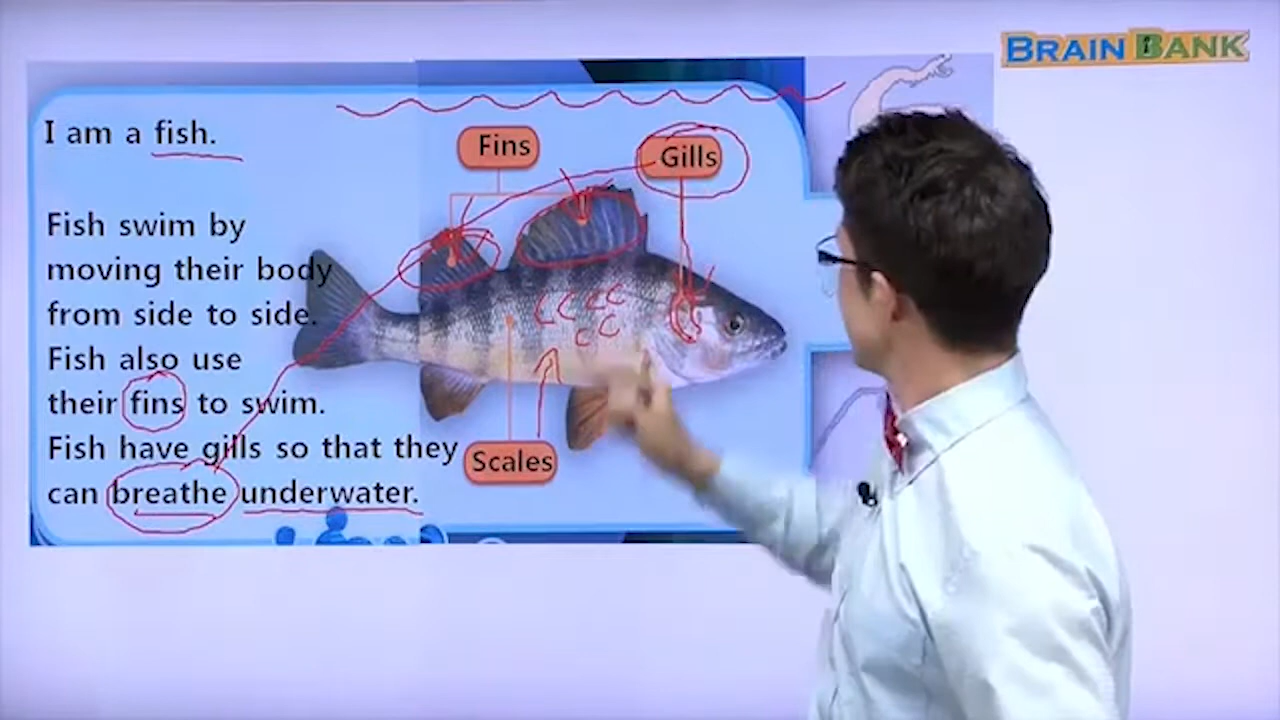 BRAIN BANK
I am a fish.
Fins
Gills
Fish swim by
moving their body
from side to side.
Fish also use
their fins to swim.
Fish have gills so that they
can breathe underwater.
Scales